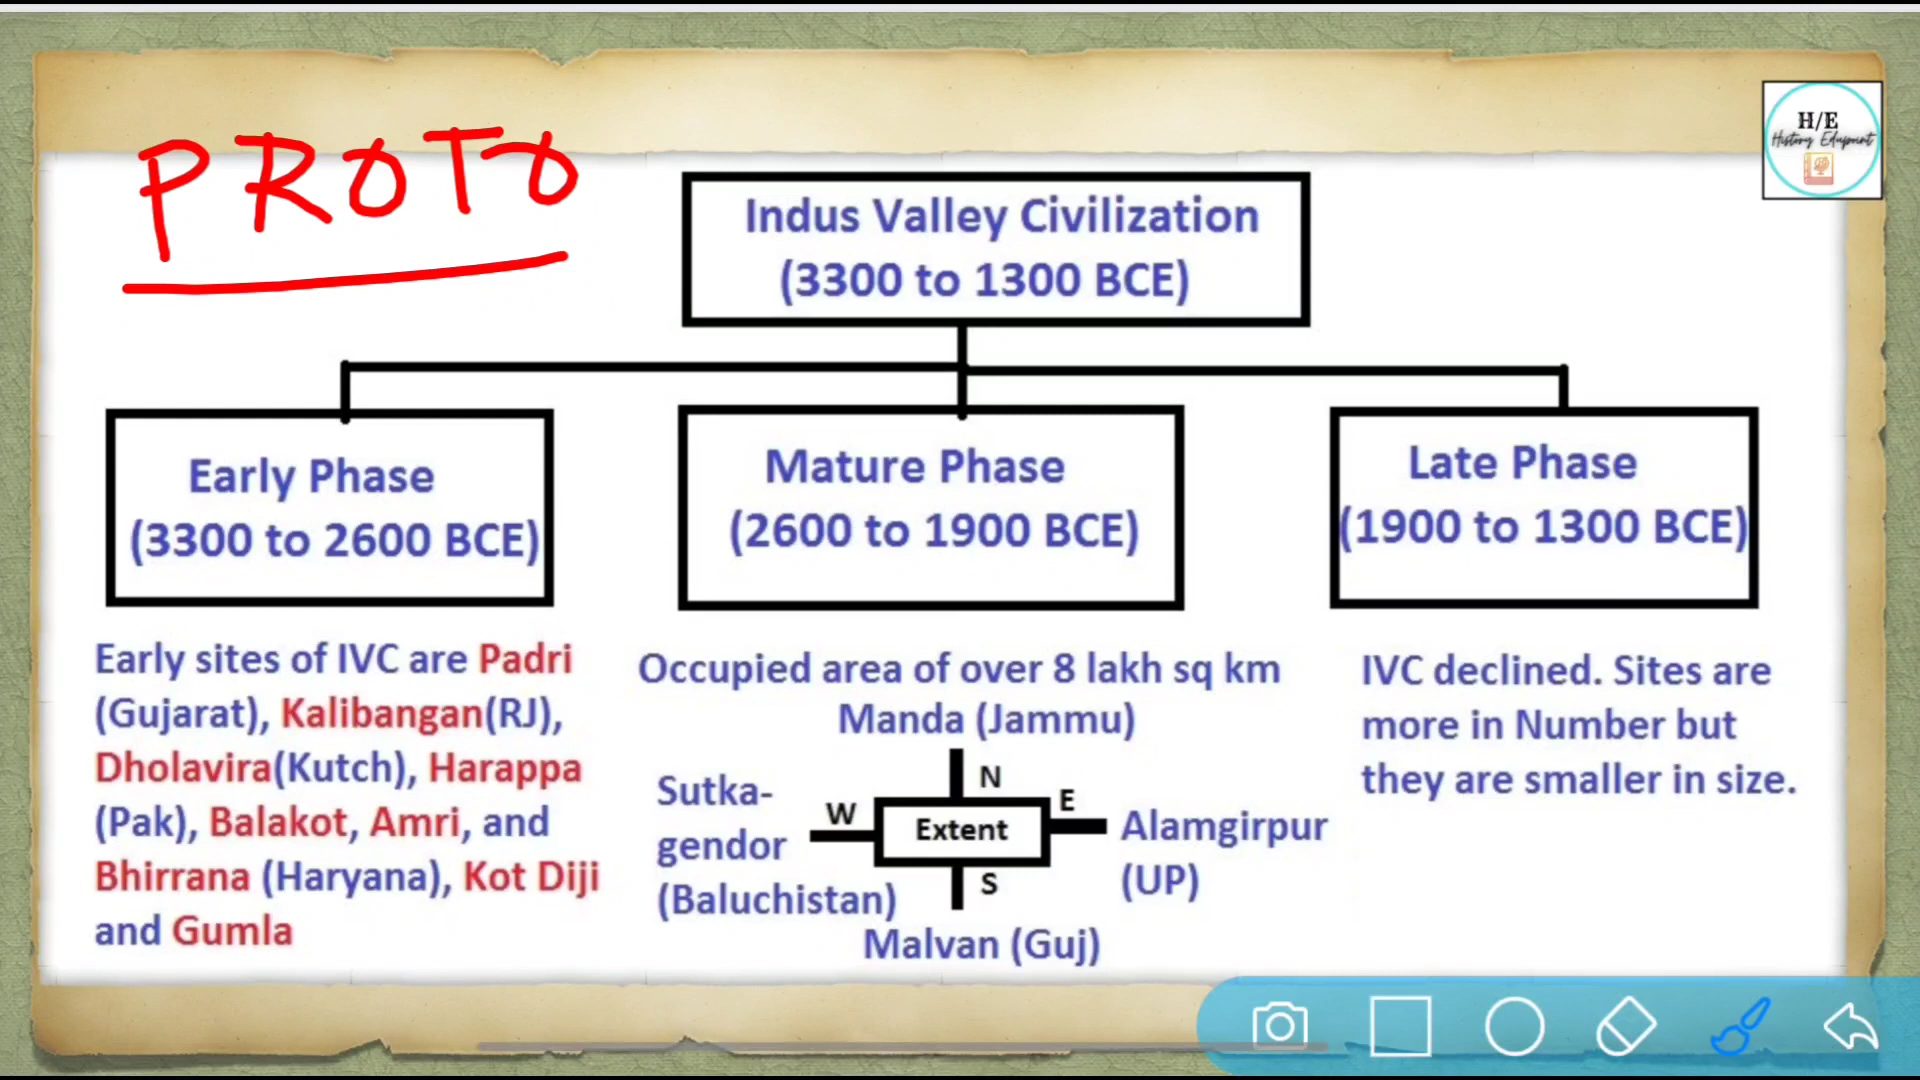 PROTO
H/E
History Edupoint
Indus Valley Civilization
(3300 to 1300 BCE)
Early Phase
(3300 to 2600 BCE)
Early sites of IVC are Padri
(Gujarat), Kalibangan(RJ),
Dholavira(Kutch), Harappa
(Pak), Balakot, Amri, and
Bhirrana (Haryana), Kot Diji
and Gumla
Mature Phase
(2600 to 1900 BCE)
Occupied area of over 8 lakh sq km
Manda (Jammu)
N
Sutka-
gendor
(Baluchistan)
W
Extent
E
Alamgirpur
(UP)
S
Malvan (Guj)
Late Phase
(1900 to 1300 BCE)
IVC declined. Sites are
more in Number but
they are smaller in size.